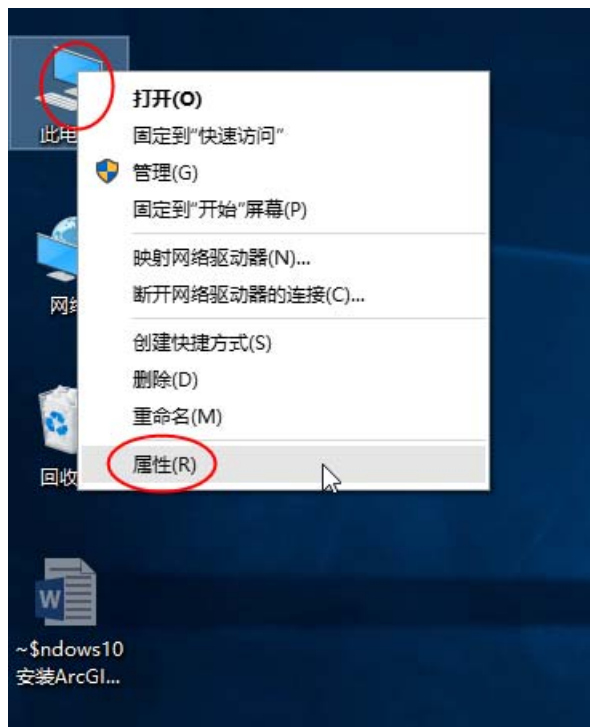 此电
打开(O)
固定到"快速访问"
管理(G)
固定到"开始"屏幕(P)
映射网络驱动器(N)...
网络
断开网络驱动器的连接(C)...
创建快捷方式(S)
删除(D)
重命名(M)
回收
属性(R)
W
~$ndows10
安装ArcGI...